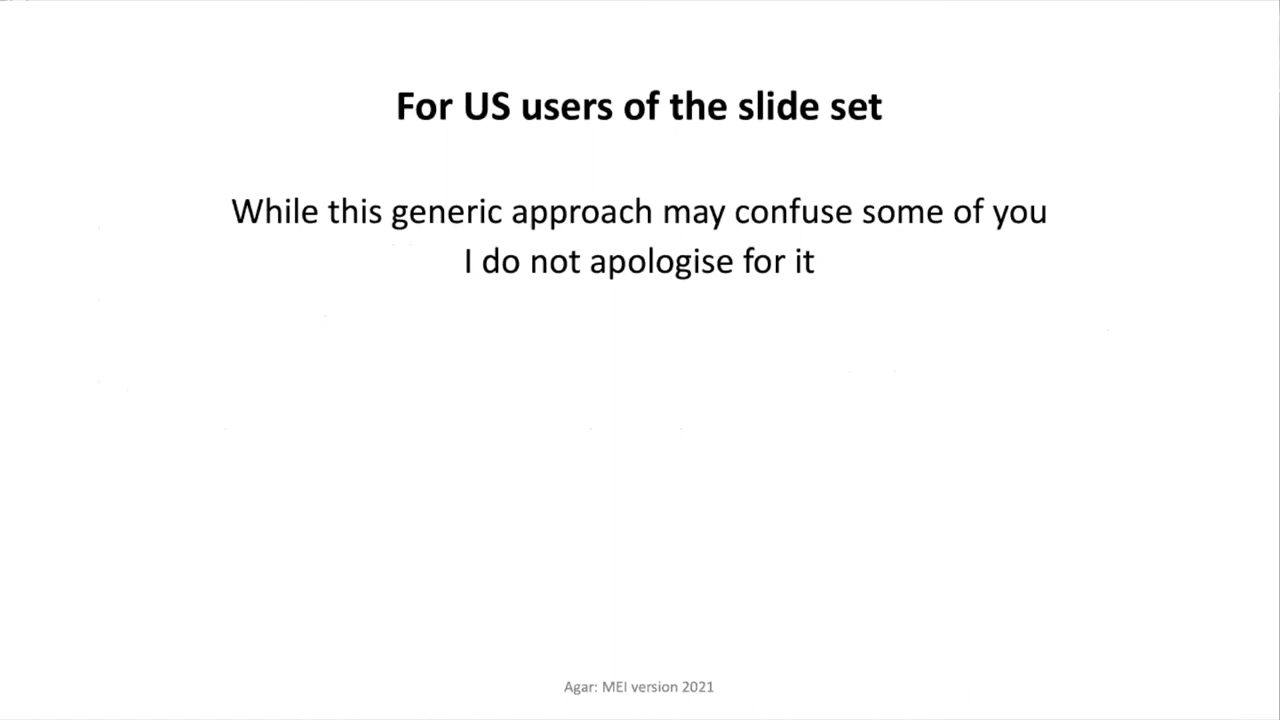 For US users of the slide set
While this generic approach may confuse some of you
I do not apologise for it
Agar: MEI version 2021